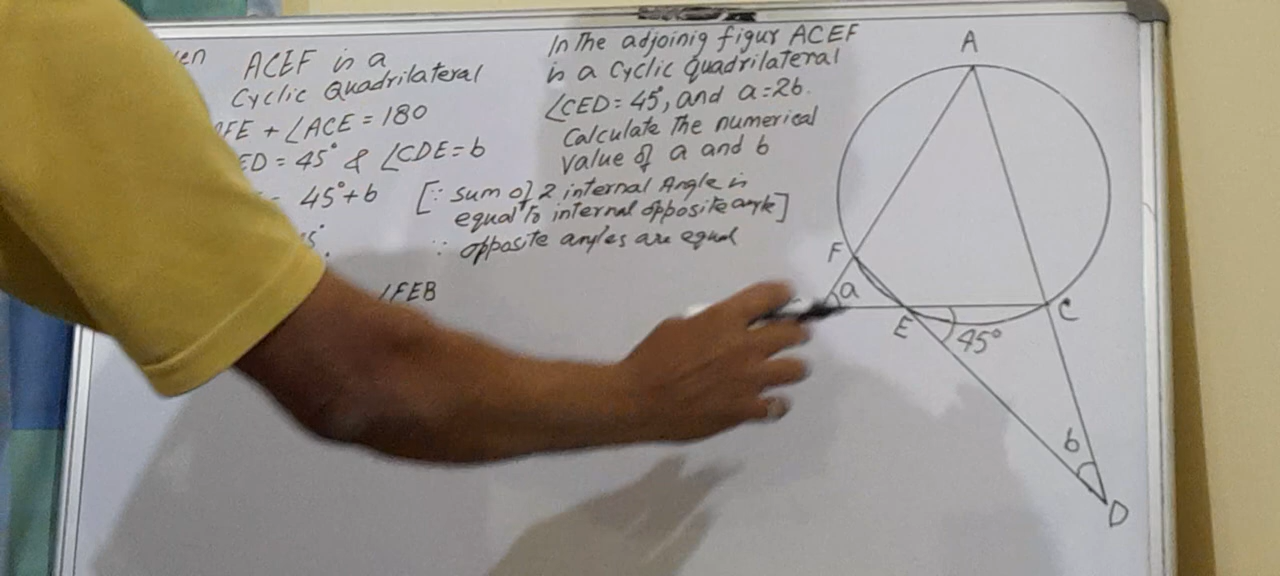 ACEF is a
Cyclic Quadrilateral
FE + ∠ACE = 180
ED = 45° & ∠CDE = b
= 45° + b [∵ sum of 2 internal Angle is
equal to internal opposite angle]
∵ opposite angles are equal
∠FEB
In The adjoinig figur ACEF
is a Cyclic quadrilateral
∠CED = 45°, and a = 2b.
Calculate The numerical
value of a and b
A
F
a
E
45°
C
b
D